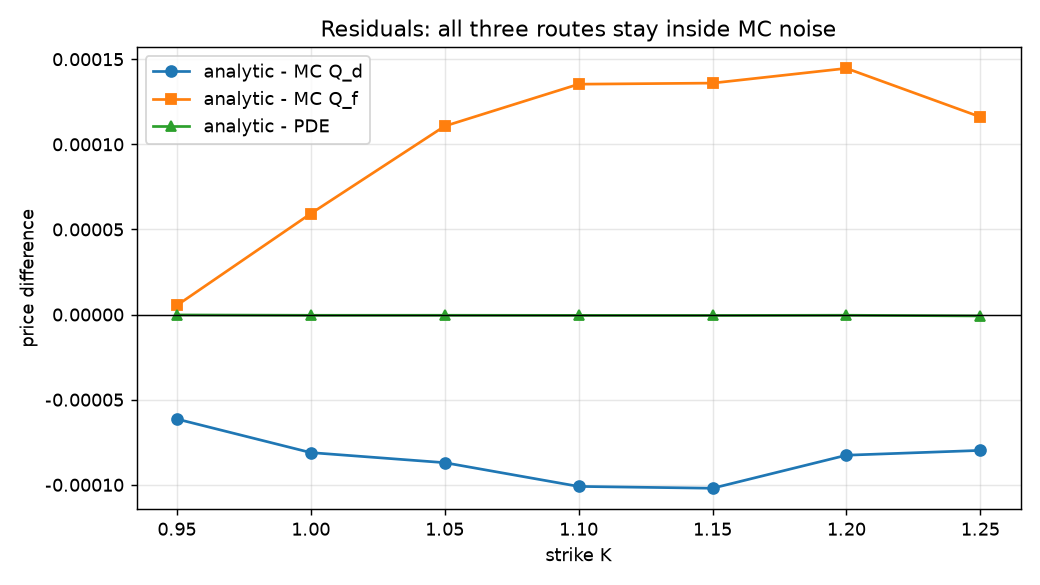 Residuals: all three routes stay inside MC noise
analytic - MC Q_d
analytic - MC Q_f
analytic - PDE
price difference
0.00015
0.00010
0.00005
0.00000
-0.00005
-0.00010
0.95 1.00 1.05 1.10 1.15 1.20 1.25
strike K